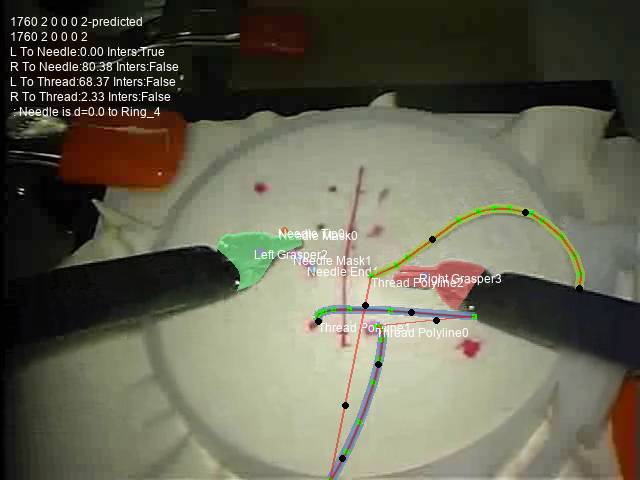 1760 2 0 0 0 2-predicted
1760 2 0 0 0 2
L To Needle:0.00 Inters:True
R To Needle:80.38 Inters:False
L To Thread:68.37 Inters:False
R To Thread:2.33 Inters:False
: Needle is d=0.0 to Ring_4
Needle Tip0
Needle Mask0
Left Grasper2
Needle Mask1
Needle End1
Right Grasper3
Thread Polyline2
Thread Polyline1
Thread Polyline0